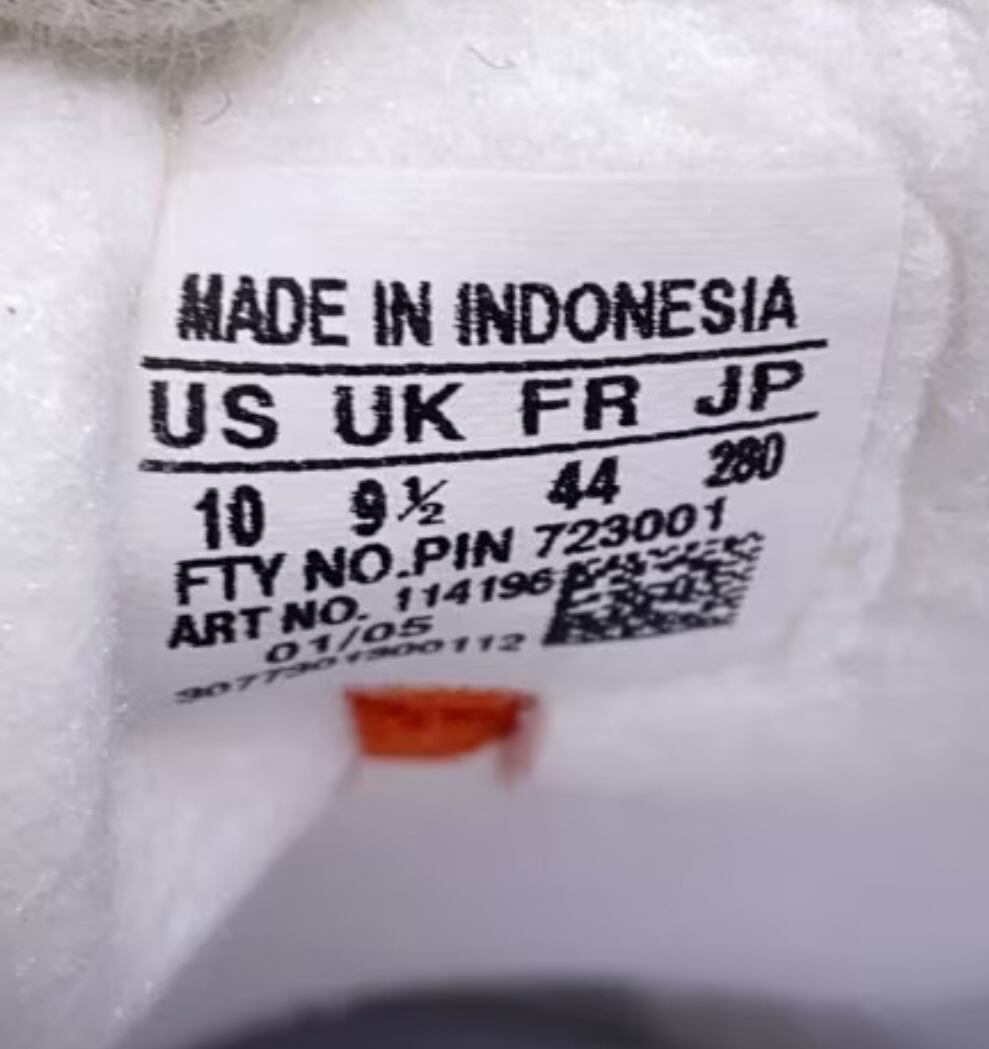 MADE IN INDONESIA
US UK FR JP
10 9½ 44 280
FTY NO.PIN 723001
ART NO. 114196
01/05
3077301300112